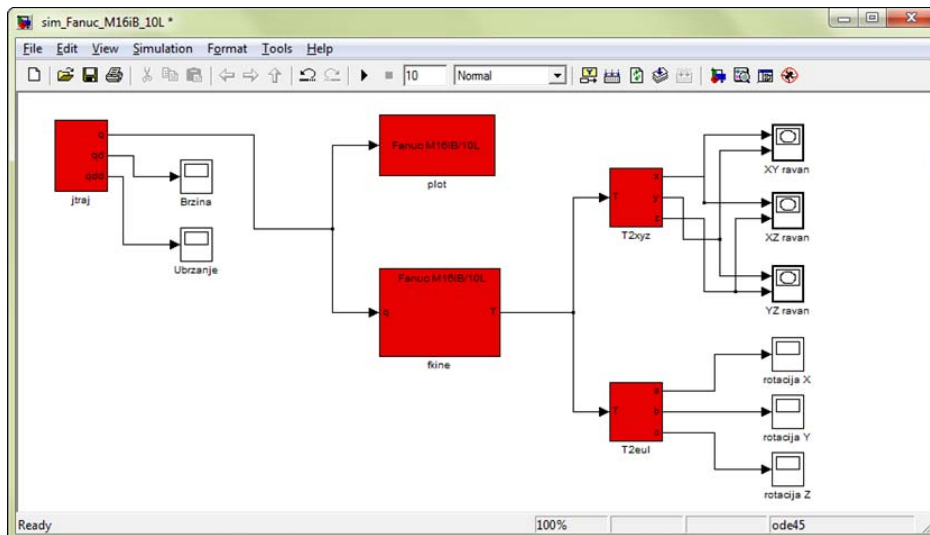 sim_Fanuc_M16iB_10L *
File Edit View Simulation Format Tools Help
10 Normal
q
qd
qdd
jtraj
Brzina
Ubrzanje
Fanuc M16iB/10L
plot
Fanuc M16iB/10L
q T
fkine
T x
y
z
T2xyz
XY ravan
XZ ravan
YZ ravan
T a
b
c
T2eul
rotacija X
rotacija Y
rotacija Z
Ready 100% ode45